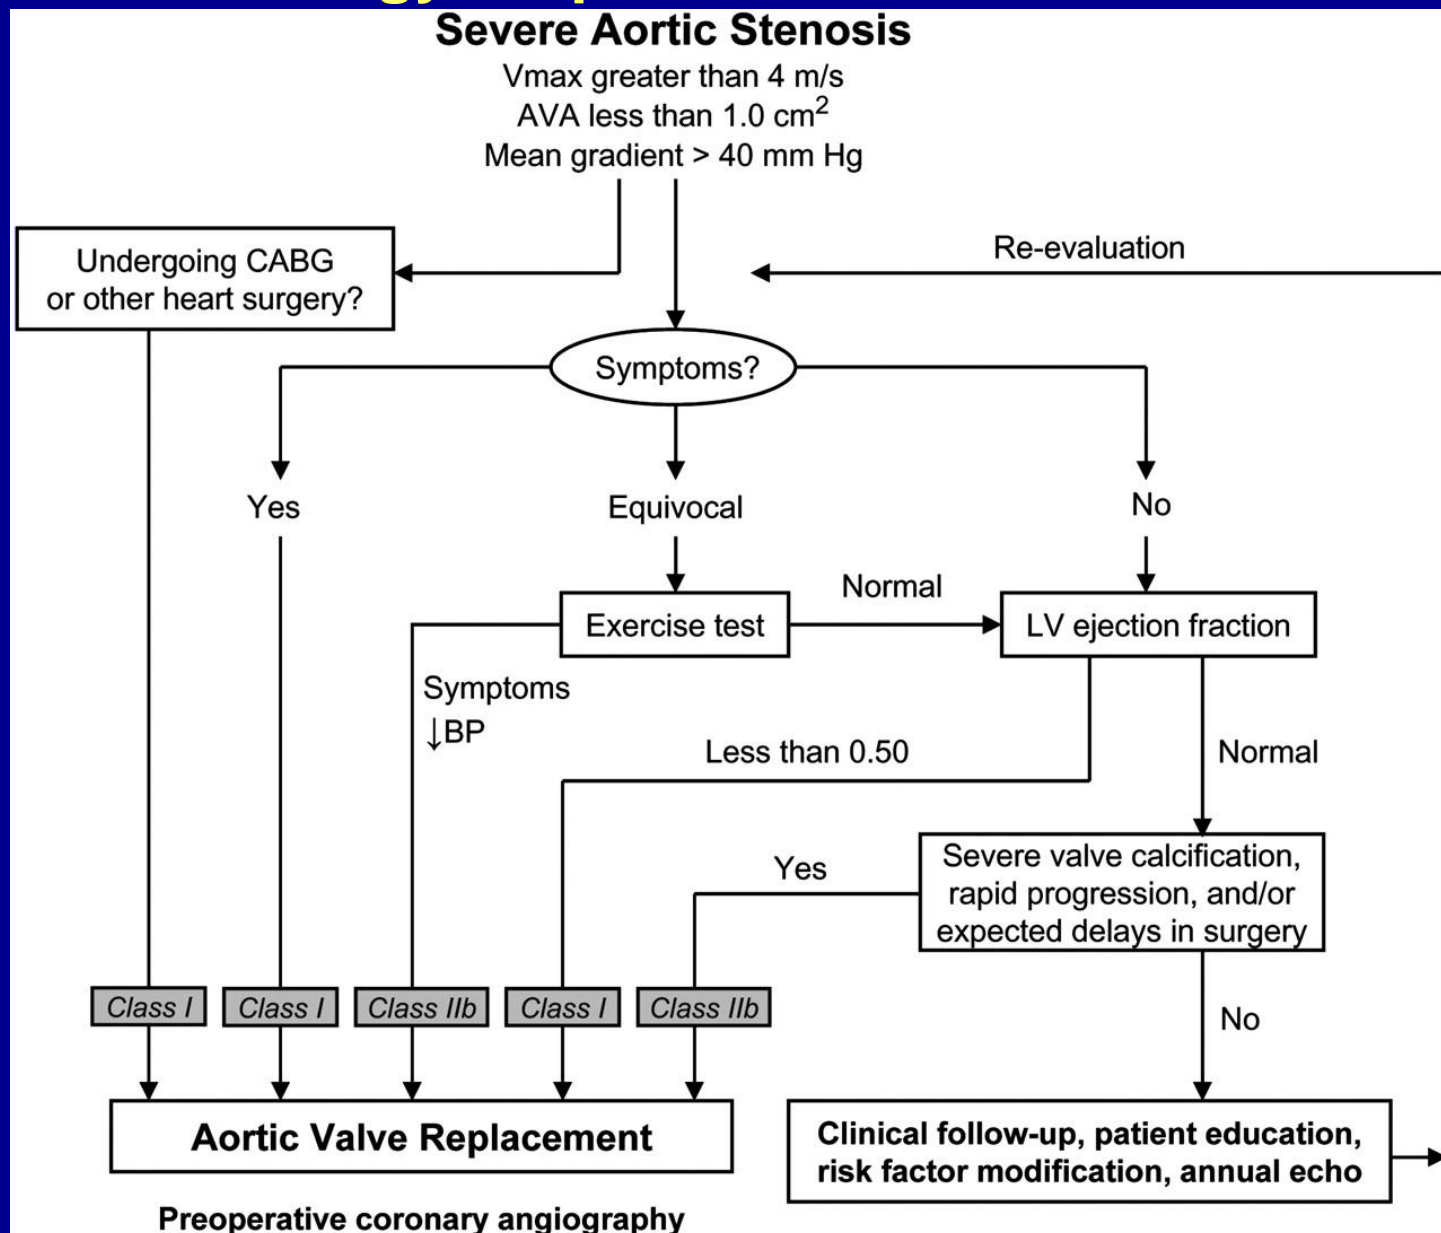 Severe Aortic Stenosis
Vmax greater than 4 m/s
AVA less than 1.0 cm²
Mean gradient > 40 mm Hg
Undergoing CABG
or other heart surgery?
Re-evaluation
Symptoms?
Yes
Equivocal
No
Exercise test
Normal
LV ejection fraction
Symptoms
↓BP
Less than 0.50
Normal
Severe valve calcification,
rapid progression, and/or
expected delays in surgery
Yes
No
Class I
Class I
Class IIb
Class I
Class IIb
Aortic Valve Replacement
Clinical follow-up, patient education,
risk factor modification, annual echo
Preoperative coronary angiography